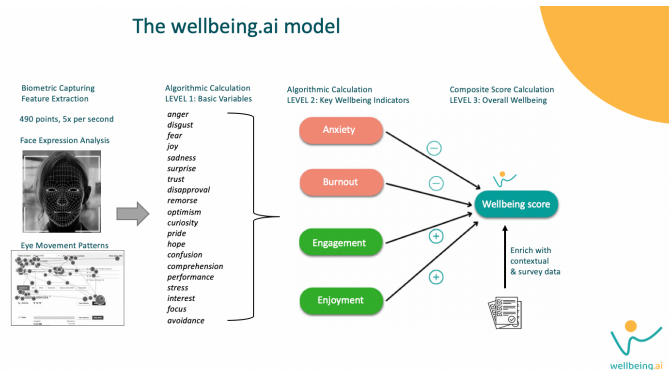 The wellbeing.ai model
Biometric Capturing
Feature Extraction
490 points, 5x per second
Face Expression Analysis
Eye Movement Patterns
Algorithmic Calculation
LEVEL 1: Basic Variables
anger
disgust
fear
joy
sadness
surprise
trust
disapproval
remorse
optimism
curiosity
pride
hope
confusion
comprehension
performance
stress
interest
focus
avoidance
Algorithmic Calculation
LEVEL 2: Key Wellbeing Indicators
Anxiety
Burnout
Engagement
Enjoyment
Composite Score Calculation
LEVEL 3: Overall Wellbeing
Wellbeing score
Enrich with
contextual
& survey data
wellbeing.ai